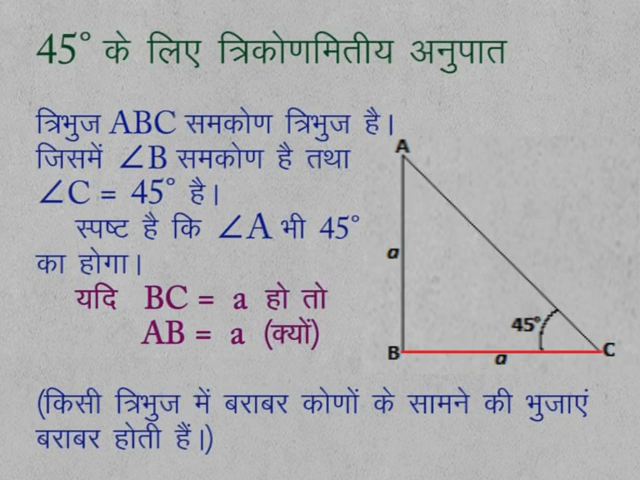 45° के लिए त्रिकोणमितीय अनुपात
त्रिभुज ABC समकोण त्रिभुज है।
जिसमें ∠B समकोण है तथा
∠C = 45° है।
स्पष्ट है कि ∠A भी 45°
का होगा।
यदि BC = a हो तो
AB = a (क्यों)
A
a
45°
B
C
a
(किसी त्रिभुज में बराबर कोणों के सामने की भुजाएं
बराबर होती हैं।)